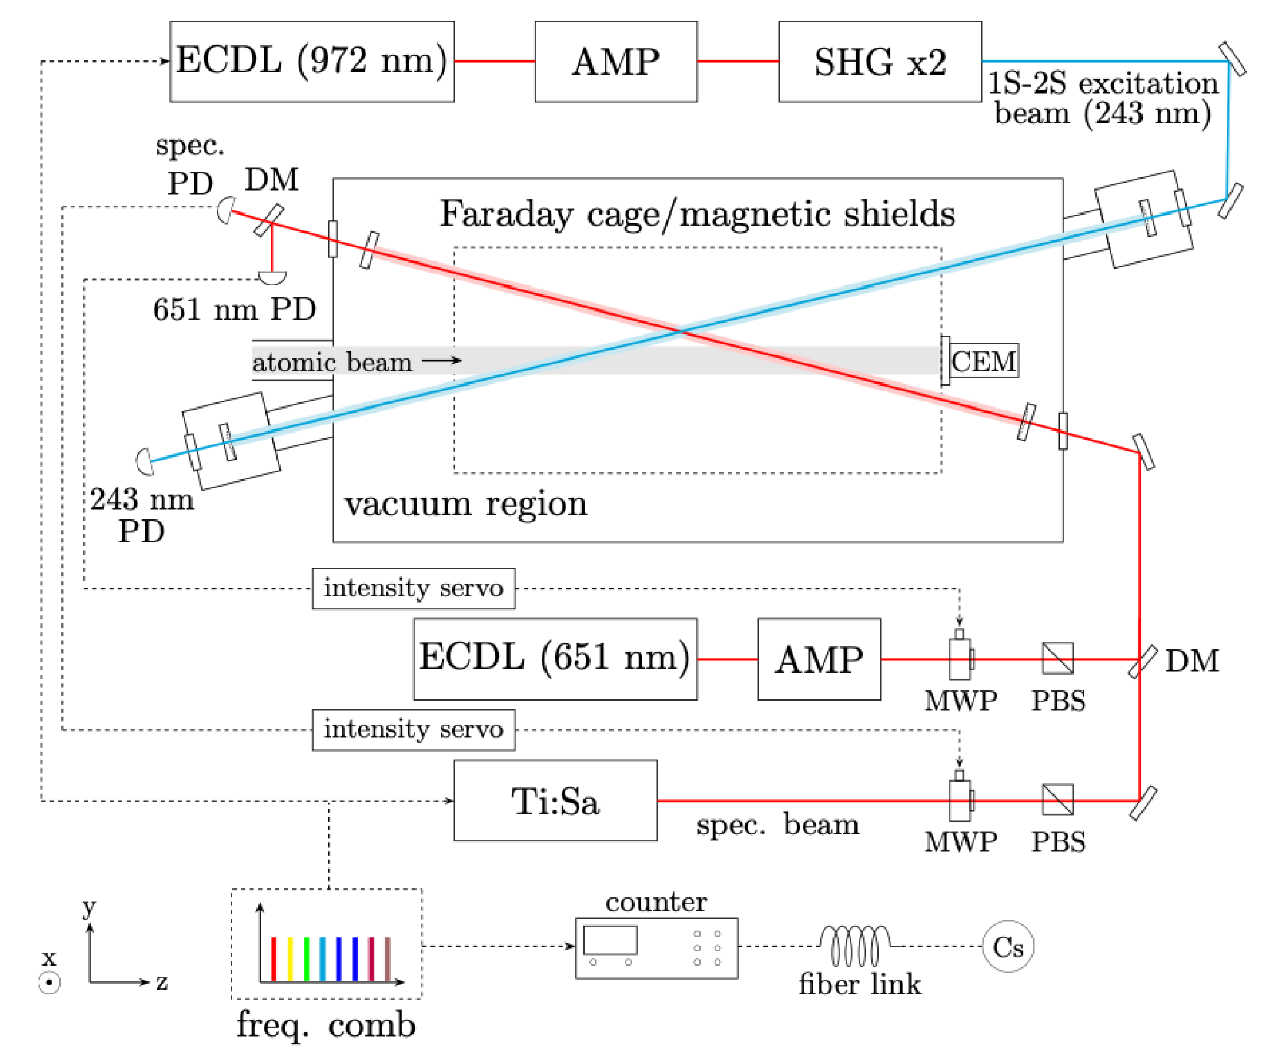 ECDL (972 nm)
AMP
SHG x2
1S-2S excitation
beam (243 nm)
spec.
PD
DM
Faraday cage/magnetic shields
651 nm PD
atomic beam
CEM
243 nm
PD
vacuum region
intensity servo
ECDL (651 nm)
AMP
DM
MWP
PBS
intensity servo
Ti:Sa
spec. beam
MWP
PBS
counter
y
x
z
Cs
fiber link
freq. comb